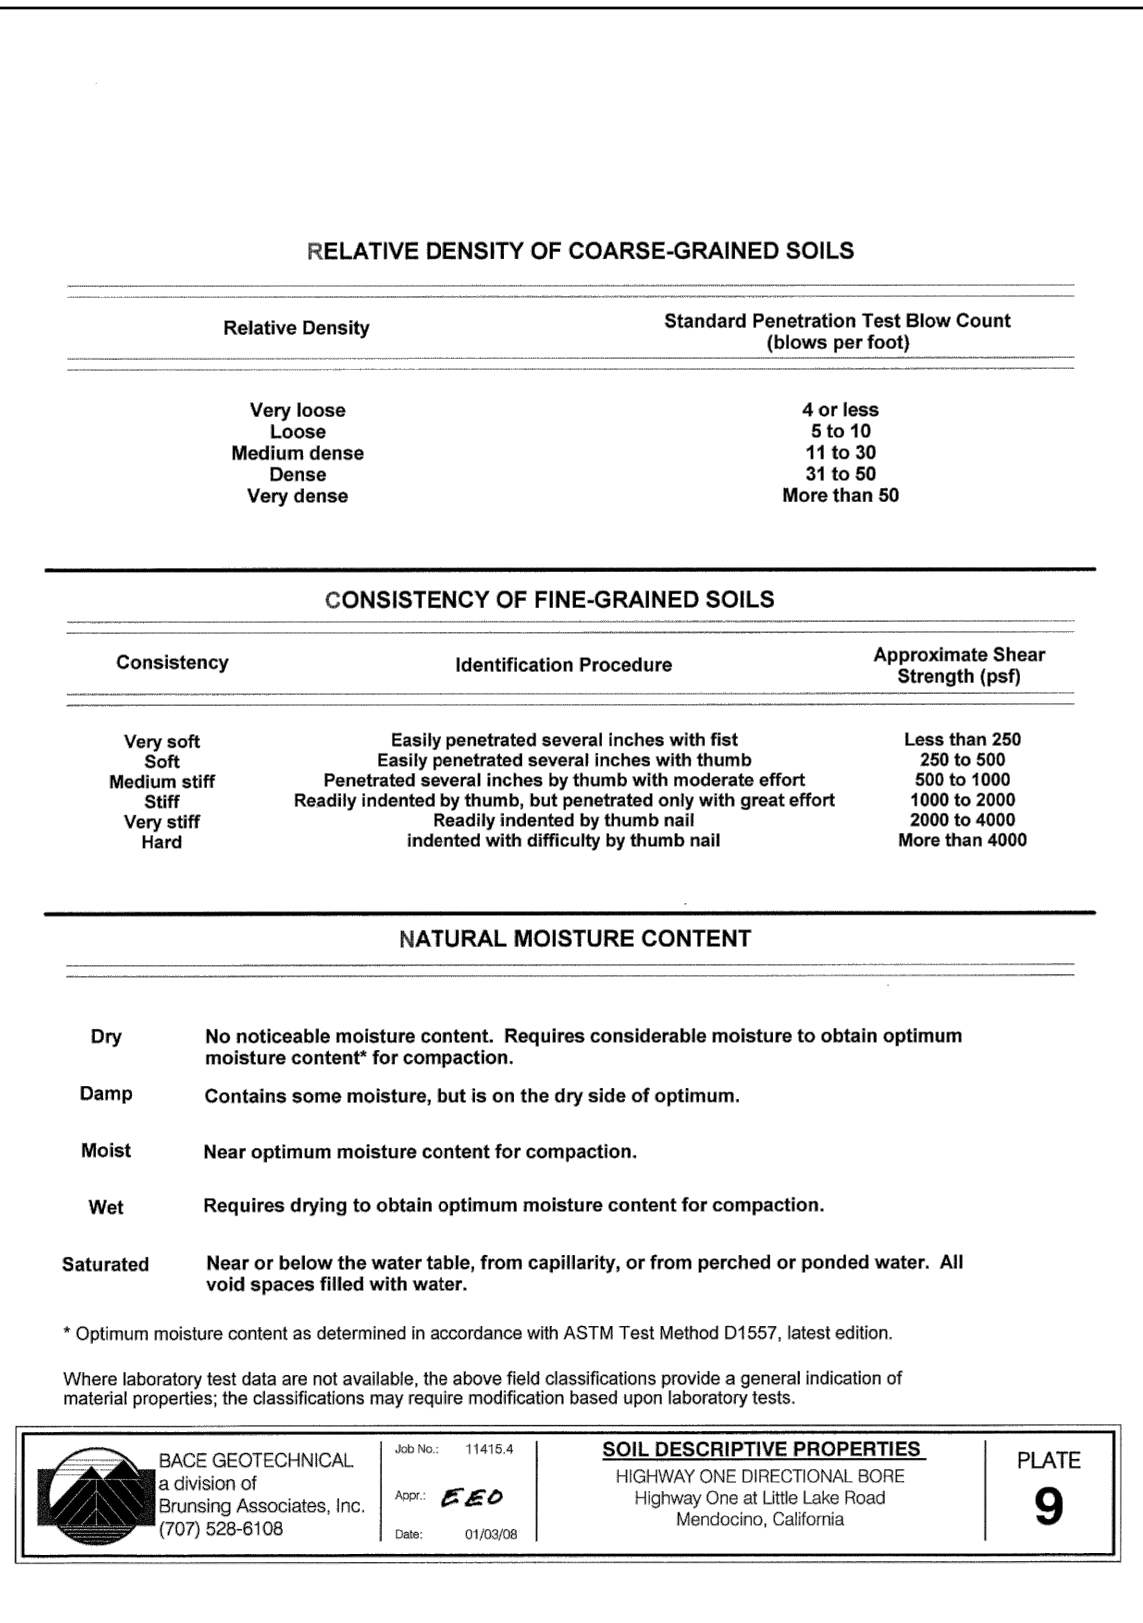 RELATIVE DENSITY OF COARSE-GRAINED SOILS
Relative Density
Standard Penetration Test Blow Count
(blows per foot)
Very loose 4 or less
Loose 5 to 10
Medium dense 11 to 30
Dense 31 to 50
Very dense More than 50
CONSISTENCY OF FINE-GRAINED SOILS
Consistency
Identification Procedure
Approximate Shear
Strength (psf)
Very soft Easily penetrated several inches with fist Less than 250
Soft Easily penetrated several inches with thumb 250 to 500
Medium stiff Penetrated several inches by thumb with moderate effort 500 to 1000
Stiff Readily indented by thumb, but penetrated only with great effort 1000 to 2000
Very stiff Readily indented by thumb nail 2000 to 4000
Hard indented with difficulty by thumb nail More than 4000
NATURAL MOISTURE CONTENT
Dry No noticeable moisture content. Requires considerable moisture to obtain optimum
moisture content* for compaction.
Damp Contains some moisture, but is on the dry side of optimum.
Moist Near optimum moisture content for compaction.
Wet Requires drying to obtain optimum moisture content for compaction.
Saturated Near or below the water table, from capillarity, or from perched or ponded water. All
void spaces filled with water.
* Optimum moisture content as determined in accordance with ASTM Test Method D1557, latest edition.
Where laboratory test data are not available, the above field classifications provide a general indication of
material properties; the classifications may require modification based upon laboratory tests.
BACE GEOTECHNICAL
a division of
Brunsing Associates, Inc.
(707) 528-6108
Job No.: 11415.4
Appr.: EEO
Date: 01/03/08
SOIL DESCRIPTIVE PROPERTIES
HIGHWAY ONE DIRECTIONAL BORE
Highway One at Little Lake Road
Mendocino, California
PLATE
9